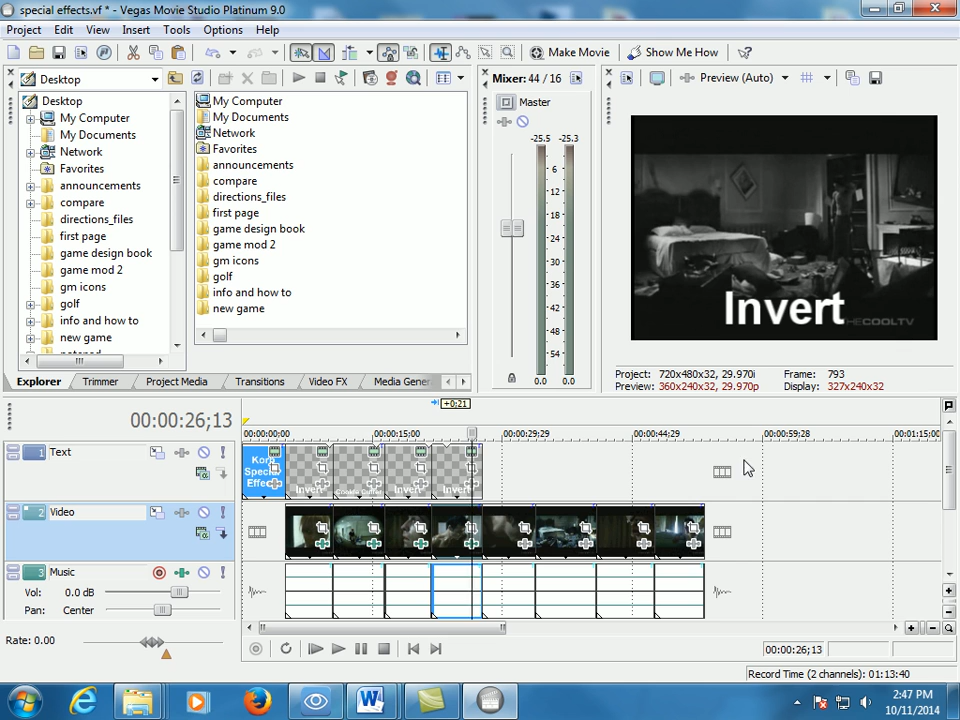 special effects.vf * - Vegas Movie Studio Platinum 9.0
Project Edit View Insert Tools Options Help
Make Movie Show Me How
Desktop
Mixer: 44 / 16
Preview (Auto)
Desktop
My Computer
My Documents
Network
Favorites
announcements
compare
directions_files
first page
game design book
game mod 2
gm icons
golf
info and how to
new game
My Computer
My Documents
Network
Favorites
announcements
compare
directions_files
first page
game design book
game mod 2
gm icons
golf
info and how to
new game
Master
-25.5 -25.3
6
12
18
24
30
36
42
48
54
0.0 0.0
Invert
THECOOLTV
Project: 720x480x32, 29.970i Frame: 793
Preview: 360x240x32, 29.970p Display: 327x240x32
Explorer Trimmer Project Media Transitions Video FX Media Gener
+0;21
00:00:26;13
00:00:00;00 00:00:15;00 00:00:29;29 00:00:44;29 00:00:59;28 00:01:15;00
1 Text
Invert Invert Invert
2 Video
3 Music
Vol: 0.0 dB
Pan: Center
Rate: 0.00
00:00:26;13
Record Time (2 channels): 01:13:40
2:47 PM
10/11/2014